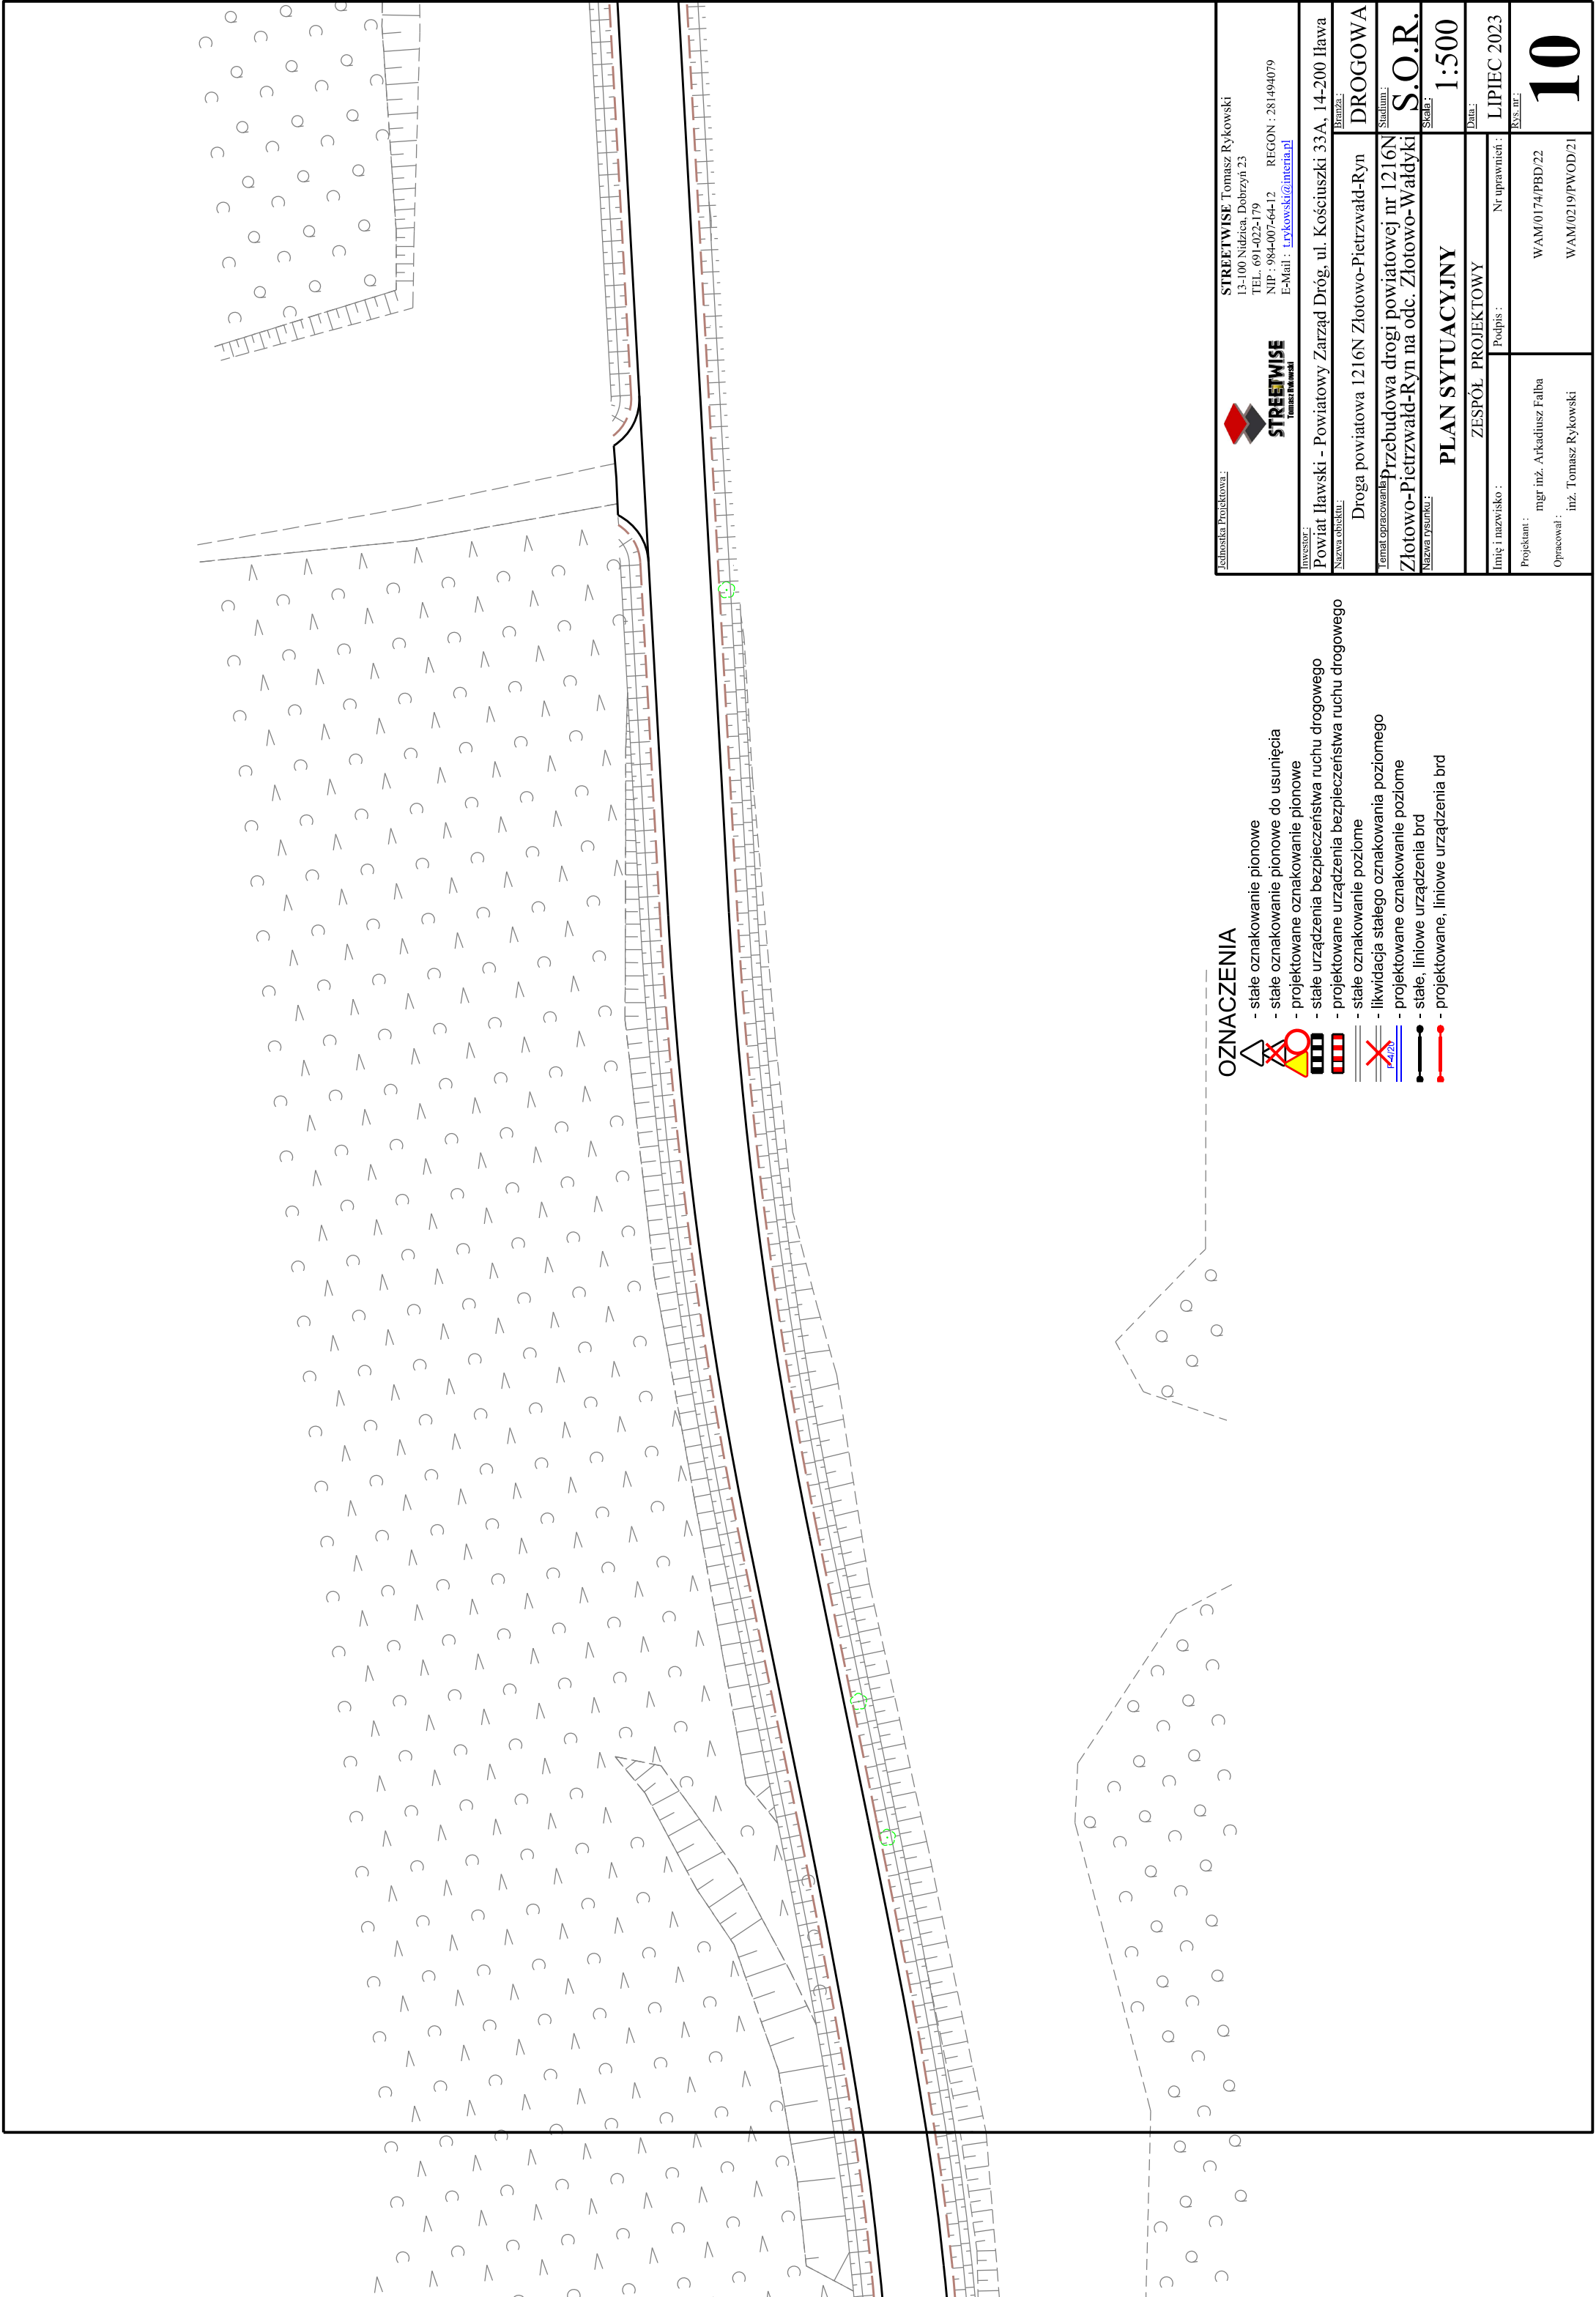 Jednostka Projektowa :
STREETWISE
Tomasz Rykowski
STREETWISE Tomasz Rykowski
13-100 Nidzica, Dobrzyń 23
TEL. 691-022-179
NIP : 984-007-64-12 REGON : 281494079
E-Mail : t.rykowski@interia.pl
Inwestor :
Powiat Iławski - Powiatowy Zarząd Dróg, ul. Kościuszki 33A, 14-200 Iława
Nazwa obiektu :
Droga powiatowa 1216N Złotowo-Pietrzwałd-Ryn
Branża :
DROGOWA
Temat opracowania :
Przebudowa drogi powiatowej nr 1216N
Złotowo-Pietrzwałd-Ryn na odc. Złotowo-Wałdyki
Stadium :
S.O.R.
Nazwa rysunku :
PLAN SYTUACYJNY
Skala :
1:500
ZESPÓŁ PROJEKTOWY
Data :
LIPIEC 2023
Imię i nazwisko :
Podpis :
Nr uprawnień :
Rys. nr :
10
Projektant :
mgr inż. Arkadiusz Falba
WAM/0174/PBD/22
Opracował :
inż. Tomasz Rykowski
WAM/0219/PWOD/21
OZNACZENIA
- stałe oznakowanie pionowe
- stałe oznakowanie pionowe do usunięcia
- projektowane oznakowanie pionowe
- stałe urządzenia bezpieczeństwa ruchu drogowego
- projektowane urządzenia bezpieczeństwa ruchu drogowego
- stałe oznakowanie poziome
- likwidacja stałego oznakowania poziomego
- projektowane oznakowanie poziome
- stałe, liniowe urządzenia brd
- projektowane, liniowe urządzenia brd